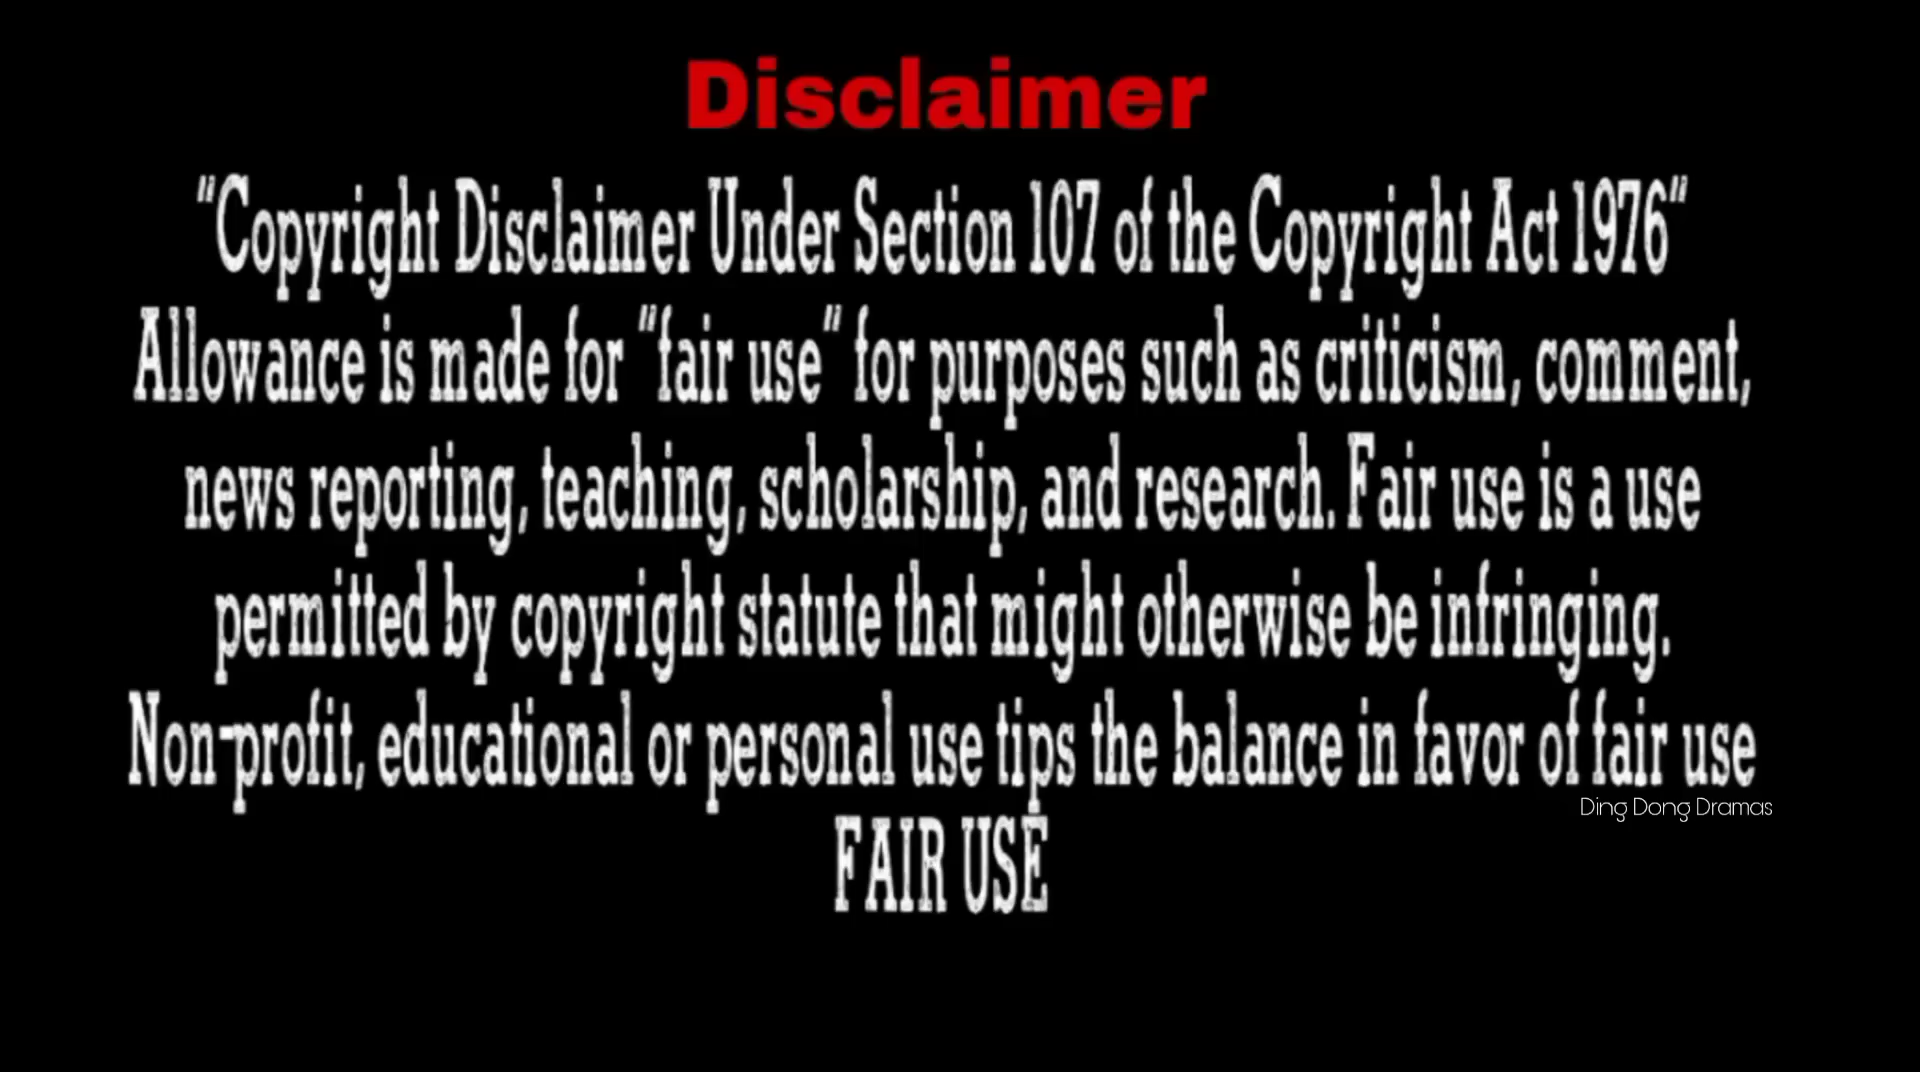 Disclaimer
"Copyright Disclaimer Under Section 107 of the Copyright Act 1976"
Allowance is made for "fair use" for purposes such as criticism, comment,
news reporting, teaching, scholarship, and research. Fair use is a use
permitted by copyright statute that might otherwise be infringing.
Non-profit, educational or personal use tips the balance in favor of fair use
Ding Dong Dramas
FAIR USE